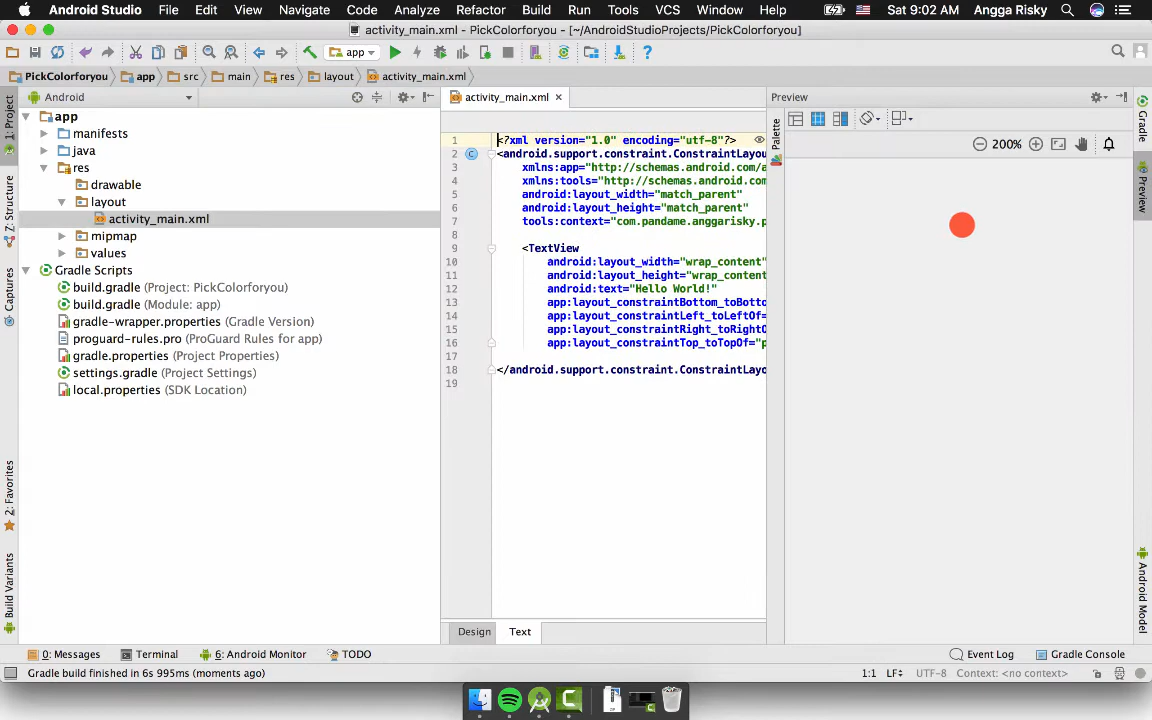 Android Studio File Edit View Navigate Code Analyze Refactor Build Run Tools VCS Window Help Sat 9:02 AM Angga Risky
activity_main.xml - PickColorforyou - [~/AndroidStudioProjects/PickColorforyou]
app
PickColorforyou app src main res layout activity_main.xml
1: Project
Z: Structure
Captures
2: Favorites
Build Variants
Android
app
manifests
java
res
drawable
layout
activity_main.xml
mipmap
values
Gradle Scripts
build.gradle (Project: PickColorforyou)
build.gradle (Module: app)
gradle-wrapper.properties (Gradle Version)
proguard-rules.pro (ProGuard Rules for app)
gradle.properties (Project Properties)
settings.gradle (Project Settings)
local.properties (SDK Location)
activity_main.xml
1 <?xml version="1.0" encoding="utf-8"?>
2 <android.support.constraint.ConstraintLayou
3 xmlns:app="http://schemas.android.com/a
4 xmlns:tools="http://schemas.android.com
5 android:layout_width="match_parent"
6 android:layout_height="match_parent"
7 tools:context="com.pandame.anggarisky.p
8
9 <TextView
10 android:layout_width="wrap_content"
11 android:layout_height="wrap_content
12 android:text="Hello World!"
13 app:layout_constraintBottom_toBotto
14 app:layout_constraintLeft_toLeftOf=
15 app:layout_constraintRight_toRightO
16 app:layout_constraintTop_toTopOf="p
17
18 </android.support.constraint.ConstraintLayo
19
Design Text
Preview
Palette
200%
Gradle
Preview
Android Model
0: Messages Terminal 6: Android Monitor TODO Event Log Gradle Console
Gradle build finished in 6s 995ms (moments ago) 1:1 LF UTF-8 Context: <no context>